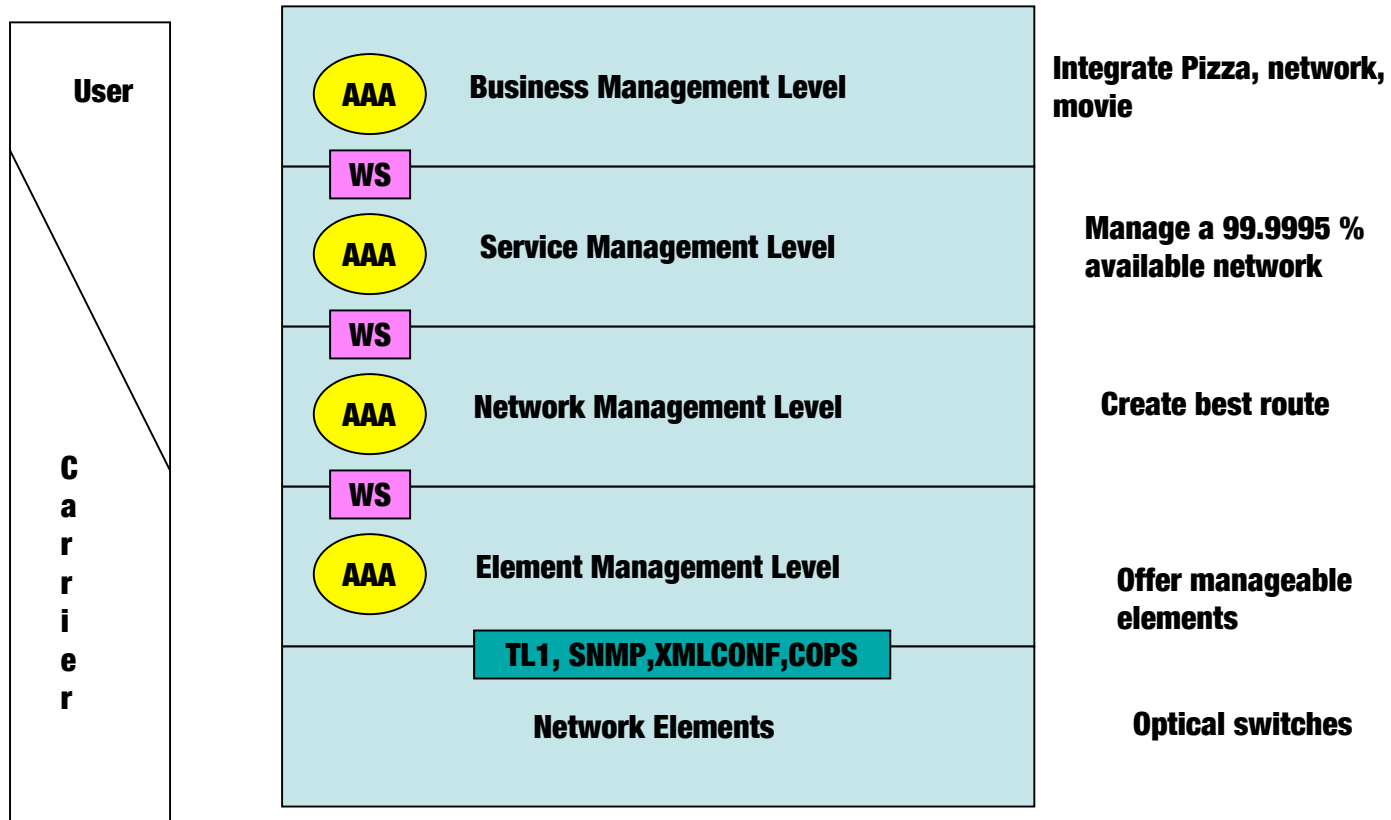 User
AAA
Business Management Level
Integrate Pizza, network,
movie
WS
AAA
Service Management Level
Manage a 99.9995 %
available network
WS
AAA
Network Management Level
Create best route
C
a
r
r
i
e
r
WS
AAA
Element Management Level
Offer manageable
elements
TL1, SNMP,XMLCONF,COPS
Network Elements
Optical switches